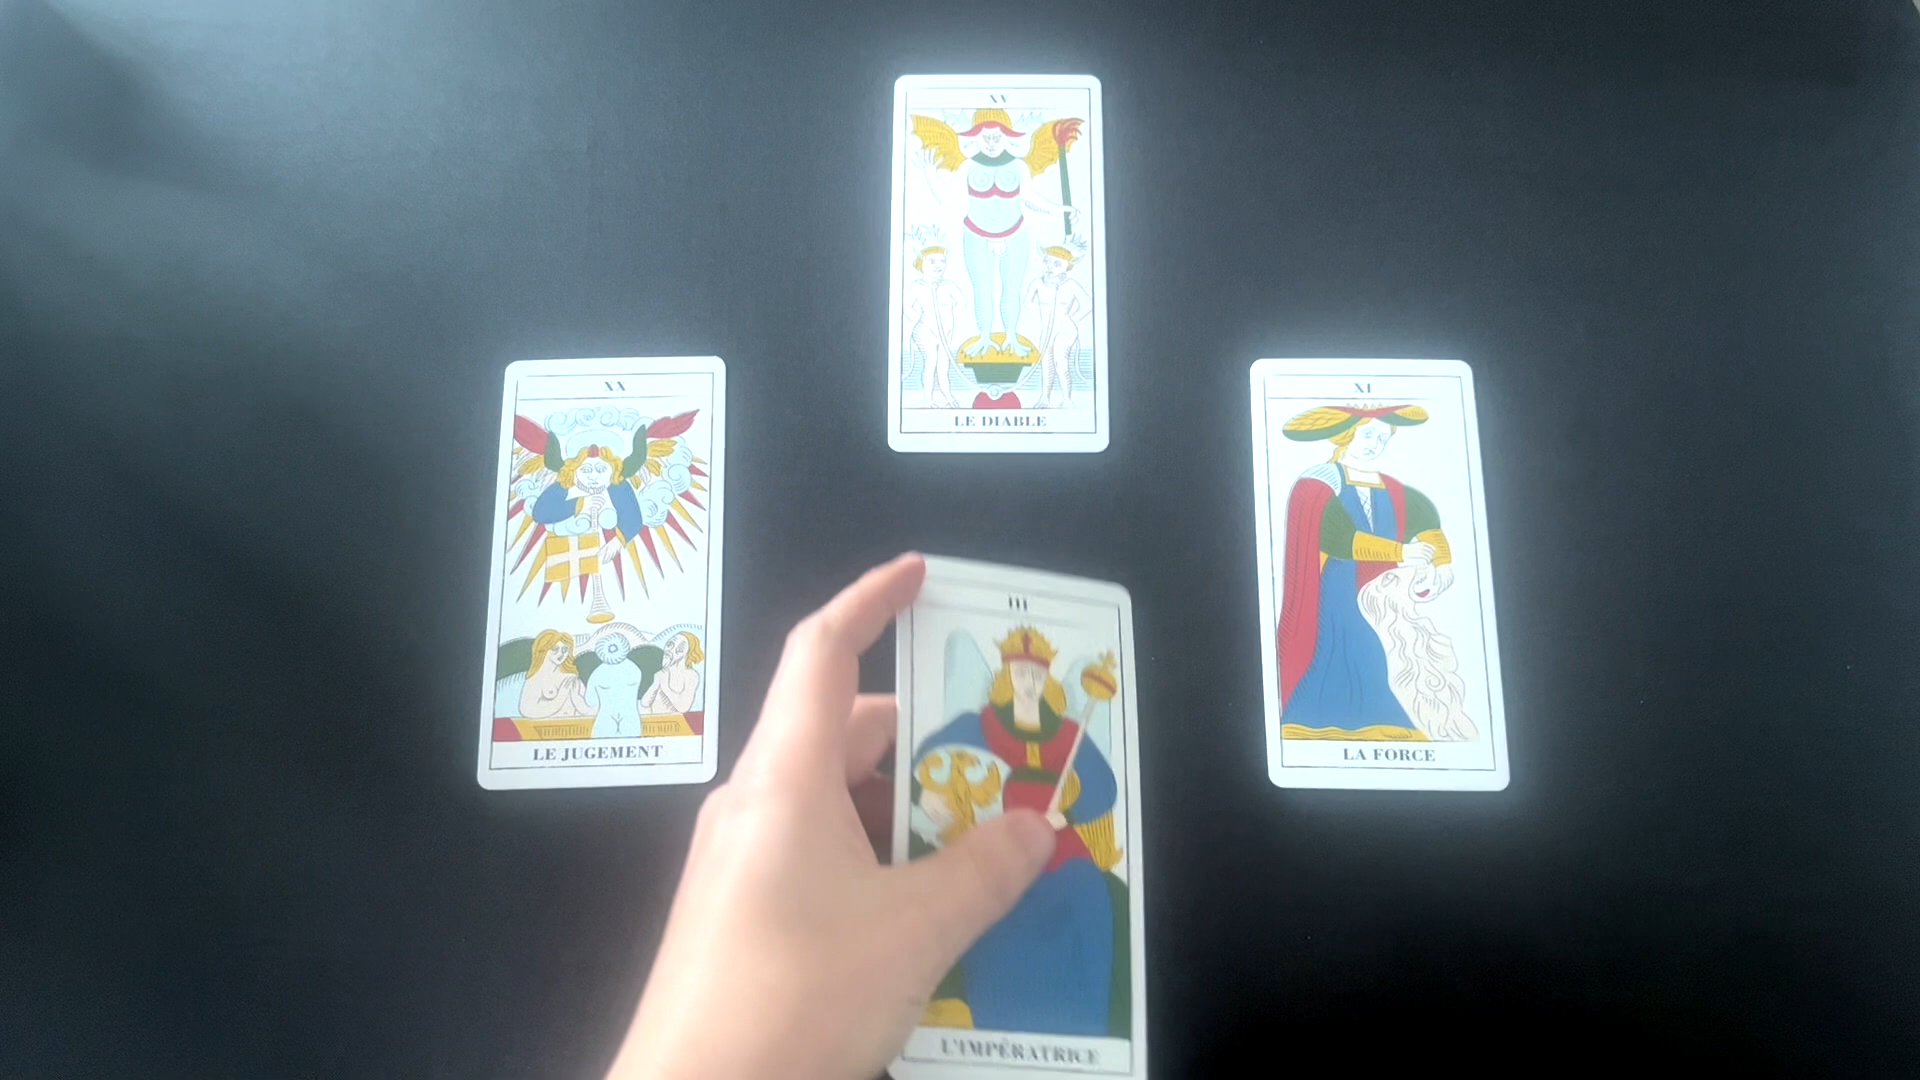 XV
LE DIABLE
XX
LE JUGEMENT
XI
LA FORCE
III
L'IMPÉRATRICE